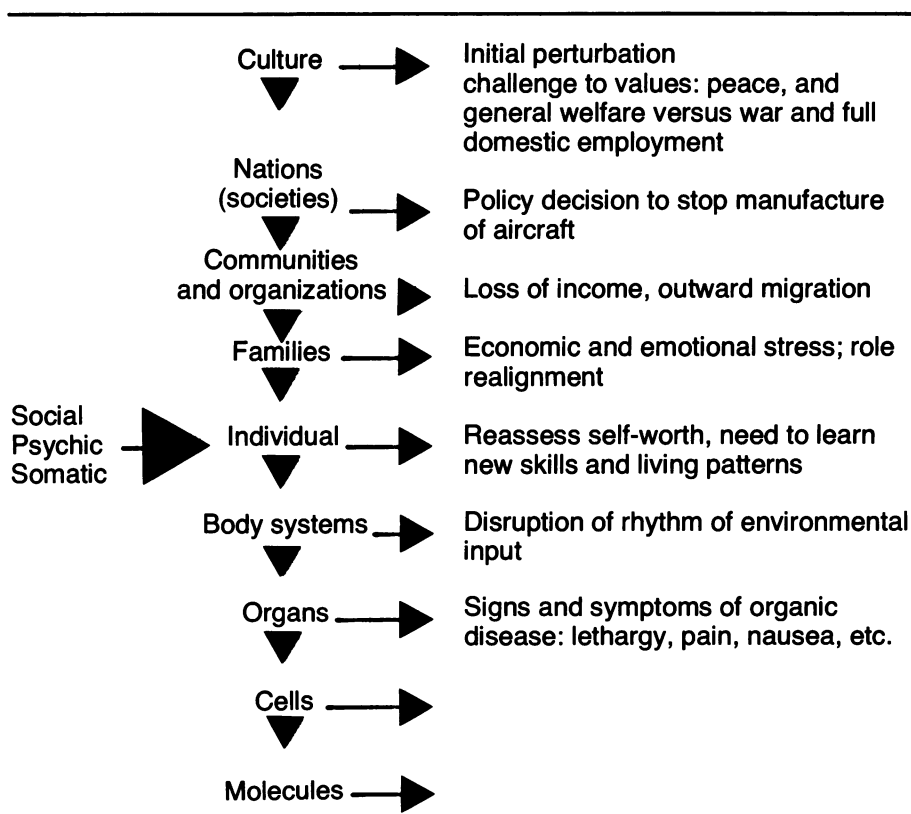 Culture
Initial perturbation
challenge to values: peace, and
general welfare versus war and full
domestic employment
Nations
(societies)
Policy decision to stop manufacture
of aircraft
Communities
and organizations
Loss of income, outward migration
Families
Economic and emotional stress; role
realignment
Social
Psychic
Somatic
Individual
Reassess self-worth, need to learn
new skills and living patterns
Body systems
Disruption of rhythm of environmental
input
Organs
Signs and symptoms of organic
disease: lethargy, pain, nausea, etc.
Cells
Molecules